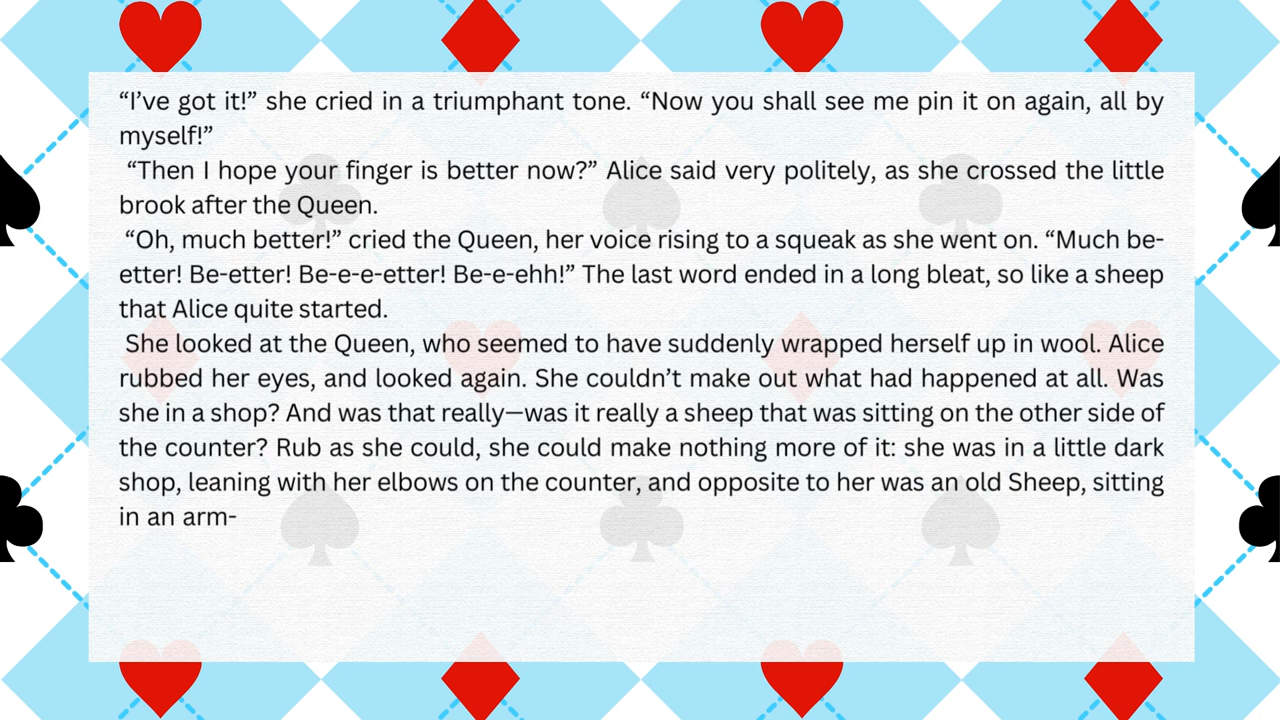 “I’ve got it!” she cried in a triumphant tone. “Now you shall see me pin it on again, all by
myself!”
“Then I hope your finger is better now?” Alice said very politely, as she crossed the little
brook after the Queen.
“Oh, much better!” cried the Queen, her voice rising to a squeak as she went on. “Much be-
etter! Be-etter! Be-e-e-etter! Be-e-ehh!” The last word ended in a long bleat, so like a sheep
that Alice quite started.
She looked at the Queen, who seemed to have suddenly wrapped herself up in wool. Alice
rubbed her eyes, and looked again. She couldn’t make out what had happened at all. Was
she in a shop? And was that really—was it really a sheep that was sitting on the other side of
the counter? Rub as she could, she could make nothing more of it: she was in a little dark
shop, leaning with her elbows on the counter, and opposite to her was an old Sheep, sitting
in an arm-